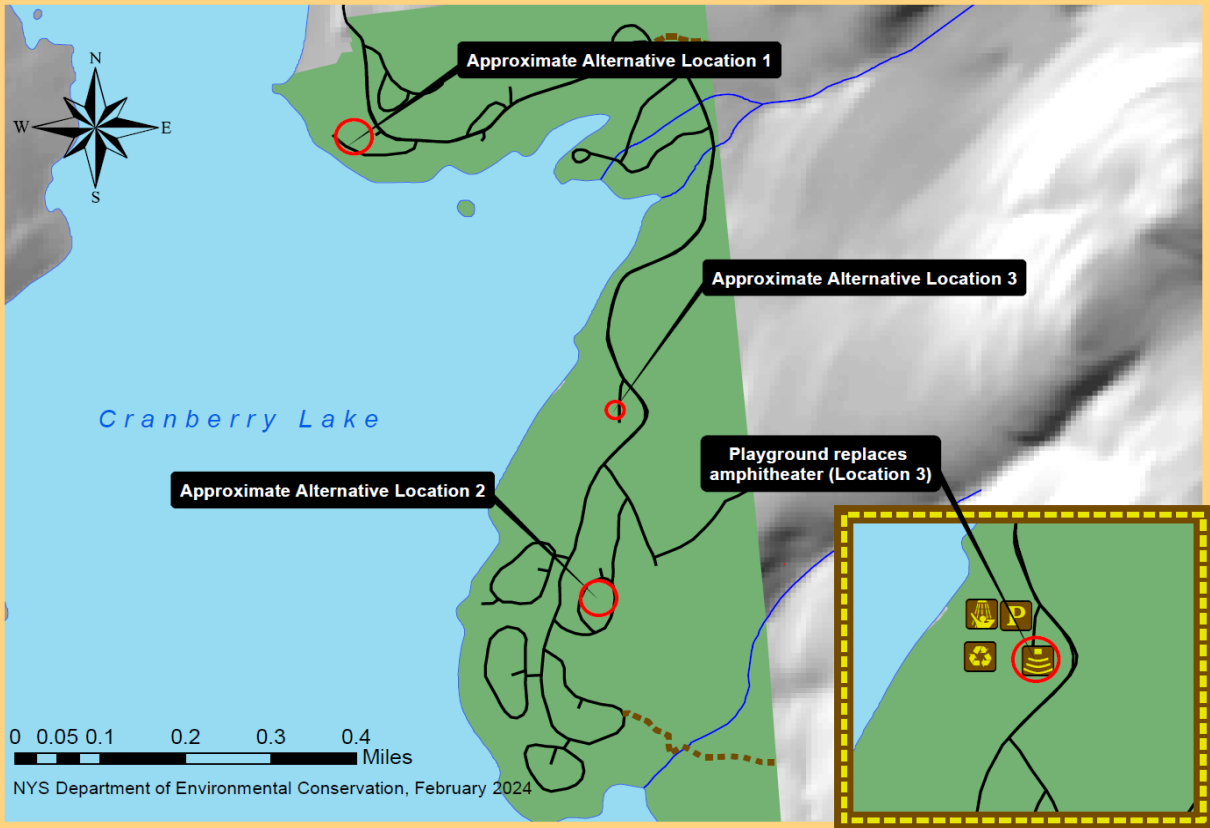 Approximate Alternative Location 1
N
W
E
S
Approximate Alternative Location 3
Cranberry Lake
Playground replaces
amphitheater (Location 3)
Approximate Alternative Location 2
P
0 0.05 0.1 0.2 0.3 0.4
Miles
NYS Department of Environmental Conservation, February 2024